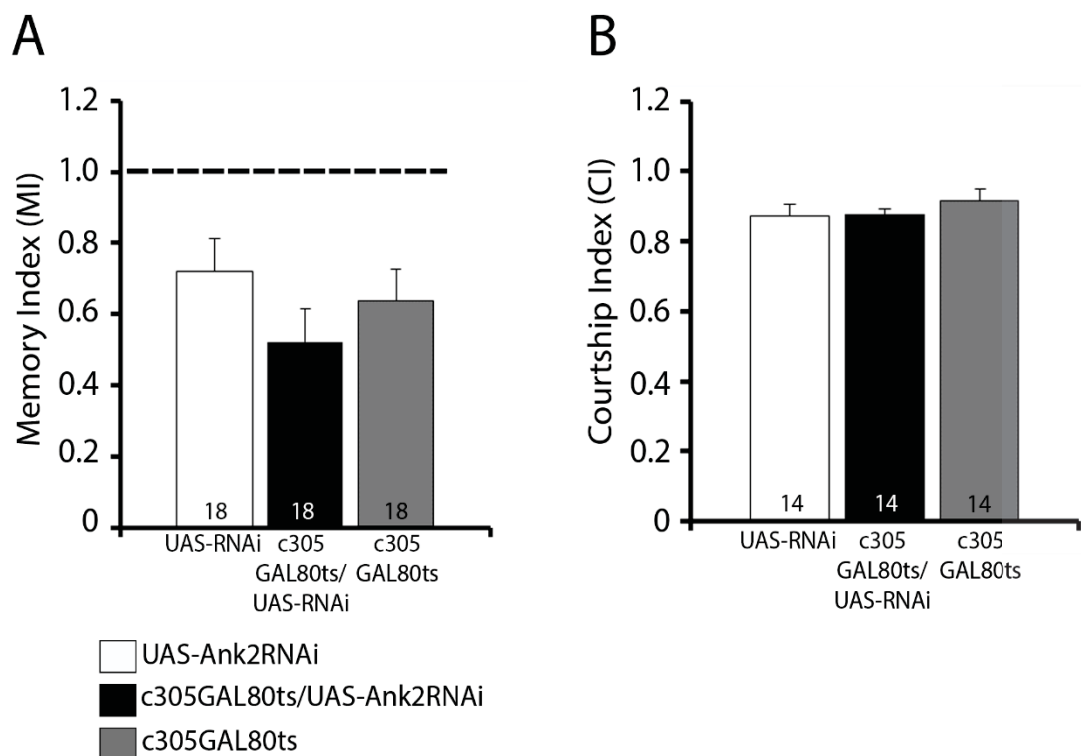 A
Memory Index (MI)
1.2
1.0
0.8
0.6
0.4
0.2
0
18
18
18
UAS-RNAi
c305
GAL80ts/
UAS-RNAi
c305
GAL80ts
B
Courtship Index (CI)
1.2
1.0
0.8
0.6
0.4
0.2
0
14
14
14
UAS-RNAi
c305
GAL80ts/
UAS-RNAi
c305
GAL80ts
UAS-Ank2RNAi
c305GAL80ts/UAS-Ank2RNAi
c305GAL80ts